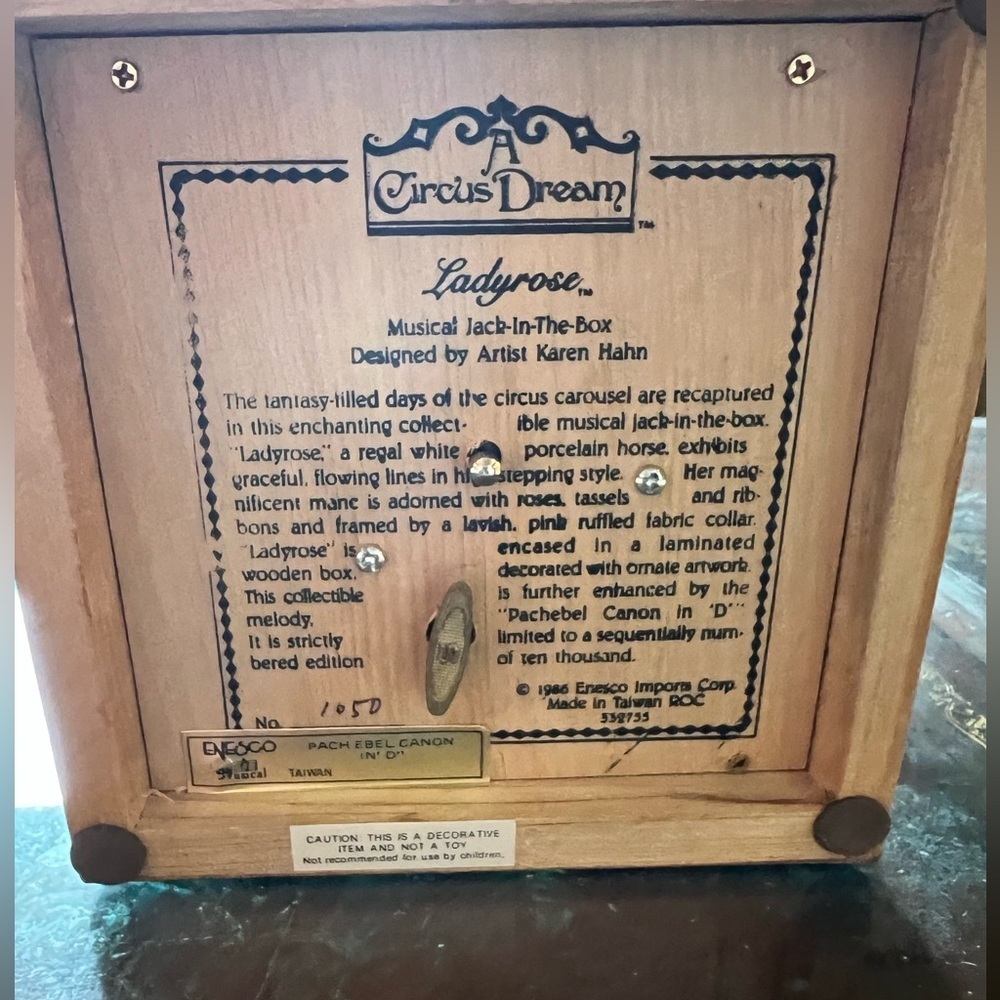 A
Circus Dream™
Ladyrose™
Musical Jack-In-The-Box
Designed by Artist Karen Hahn
The fantasy-filled days of the circus carousel are recaptured
in this enchanting collect- ible musical jack-in-the-box.
"Ladyrose," a regal white porcelain horse, exhibits
graceful, flowing lines in stepping style. Her mag-
nificent mane is adorned with roses, tassels and rib-
bons and framed by a lavish, pink ruffled fabric collar.
"Ladyrose" is encased in a laminated
wooden box, decorated with ornate artwork.
This collectible is further enhanced by the
melody, "Pachebel Canon in 'D'"
It is strictly limited to a sequentially num-
bered edition of ten thousand.
© 1986 Enesco Imports Corp.
Made in Taiwan ROC
No. 1050
ENESCO PACH EBEL CANON
IN' D"
Musical TAIWAN
CAUTION: THIS IS A DECORATIVE
ITEM AND NOT A TOY
Not recommended for use by children.